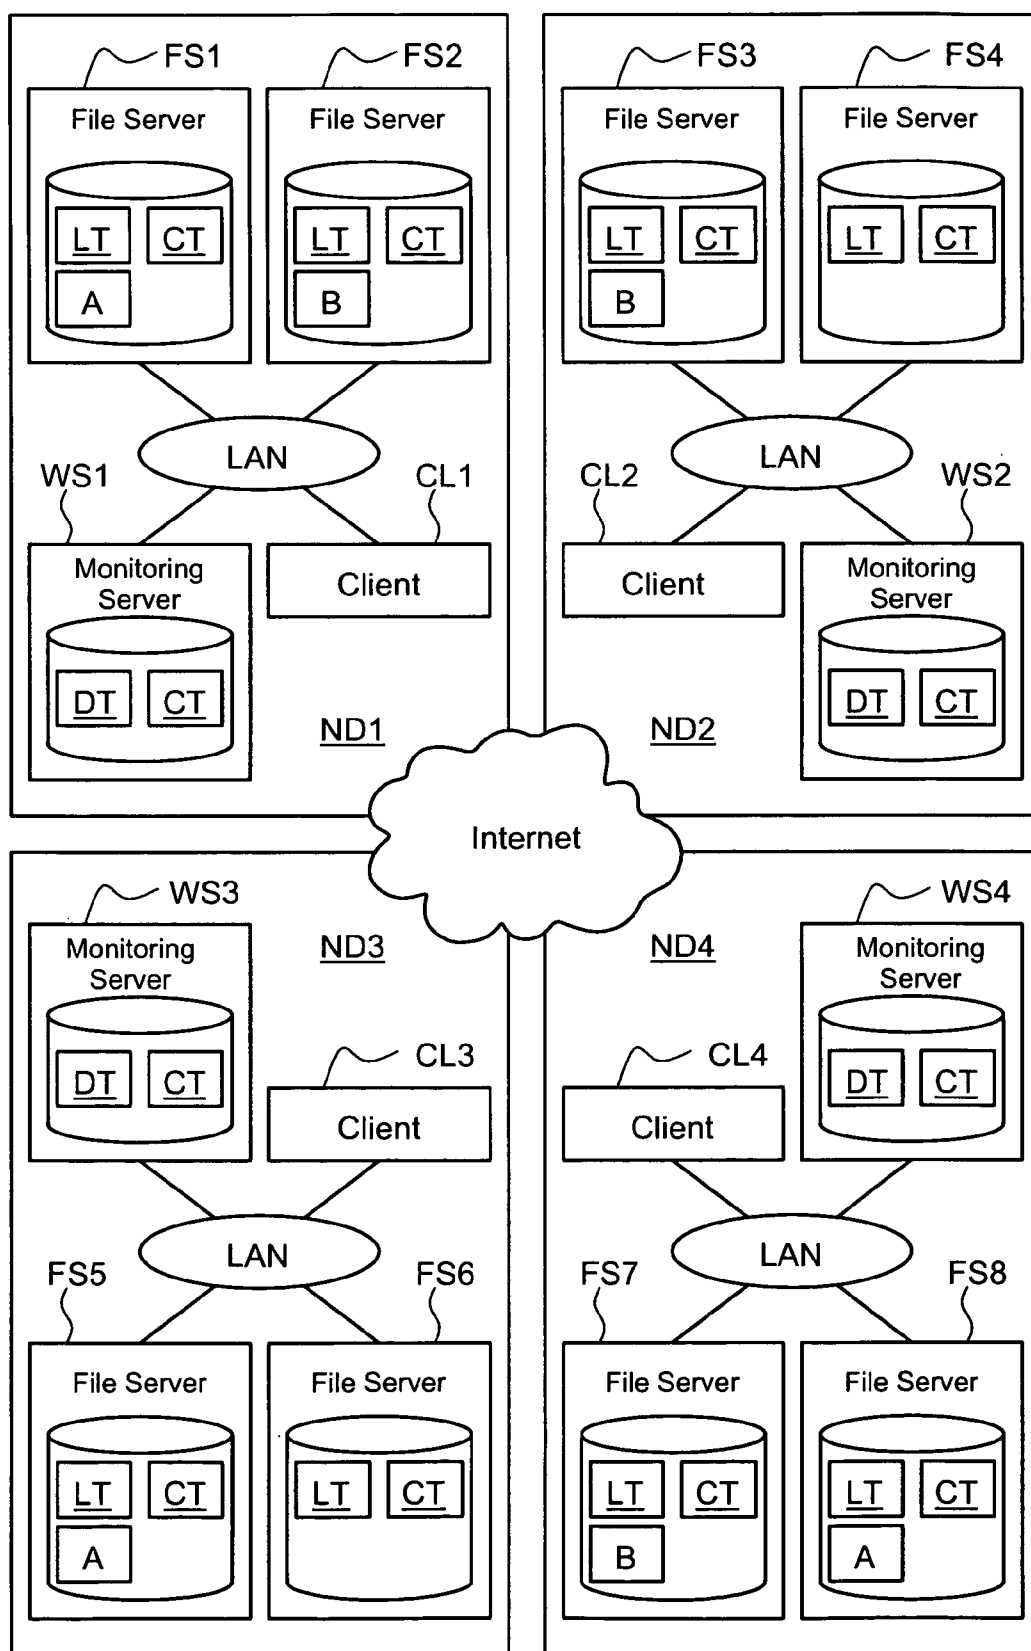 FS1
FS2
FS3
FS4
File Server
File Server
File Server
File Server
LT CT
LT CT
LT CT
LT CT
A
B
B
LAN
LAN
WS1
CL1
CL2
WS2
Monitoring
Server
Client
Client
Monitoring
Server
DT CT
DT CT
ND1
ND2
Internet
WS3
WS4
Monitoring
Server
ND3
ND4
Monitoring
Server
DT CT
CL3
CL4
DT CT
Client
Client
LAN
LAN
FS5
FS6
FS7
FS8
File Server
File Server
File Server
File Server
LT CT
LT CT
LT CT
LT CT
A
B
A